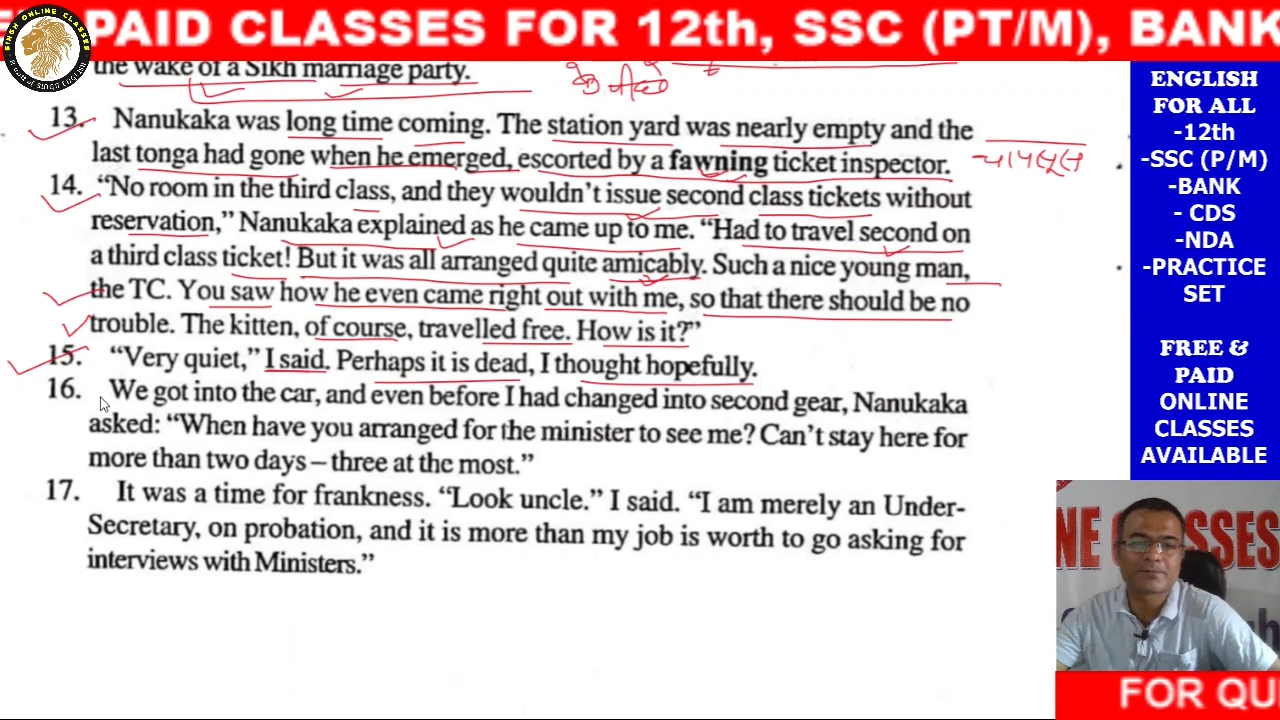 PAID CLASSES FOR 12th, SSC (PT/M), BANK
SINGH ONLINE CLASSES
the wake of a Sikh marriage party.
13. Nanukaka was long time coming. The station yard was nearly empty and the
last tonga had gone when he emerged, escorted by a fawning ticket inspector.
14. “No room in the third class, and they wouldn’t issue second class tickets without
reservation,” Nanukaka explained as he came up to me. “Had to travel second on
a third class ticket! But it was all arranged quite amicably. Such a nice young man,
the TC. You saw how he even came right out with me, so that there should be no
trouble. The kitten, of course, travelled free. How is it?”
15. “Very quiet,” I said. Perhaps it is dead, I thought hopefully.
16. We got into the car, and even before I had changed into second gear, Nanukaka
asked: “When have you arranged for the minister to see me? Can’t stay here for
more than two days – three at the most.”
17. It was a time for frankness. “Look uncle.” I said. “I am merely an Under-
Secretary, on probation, and it is more than my job is worth to go asking for
interviews with Ministers.”
ENGLISH
FOR ALL
-12th
-SSC (P/M)
-BANK
- CDS
-NDA
-PRACTICE
SET
FREE &
PAID
ONLINE
CLASSES
AVAILABLE
FOR QU